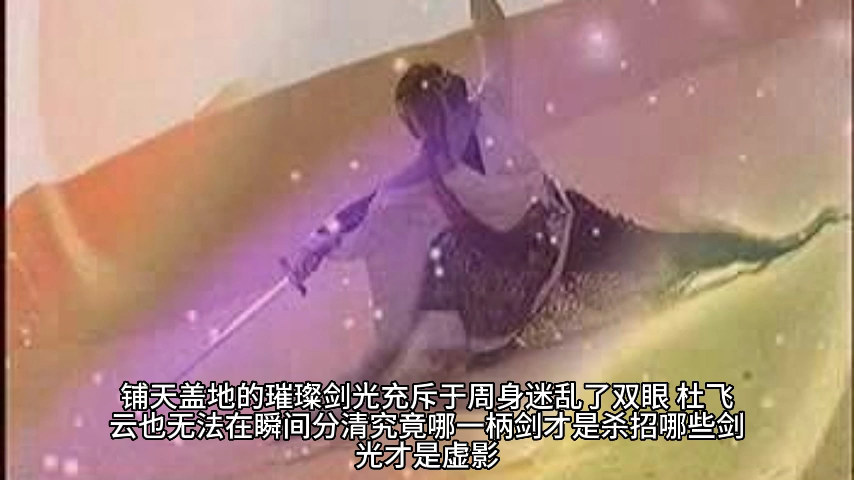 铺天盖地的璀璨剑光充斥于周身迷乱了双眼 杜飞
云也无法在瞬间分清究竟哪一柄剑才是杀招哪些剑
光才是虚影